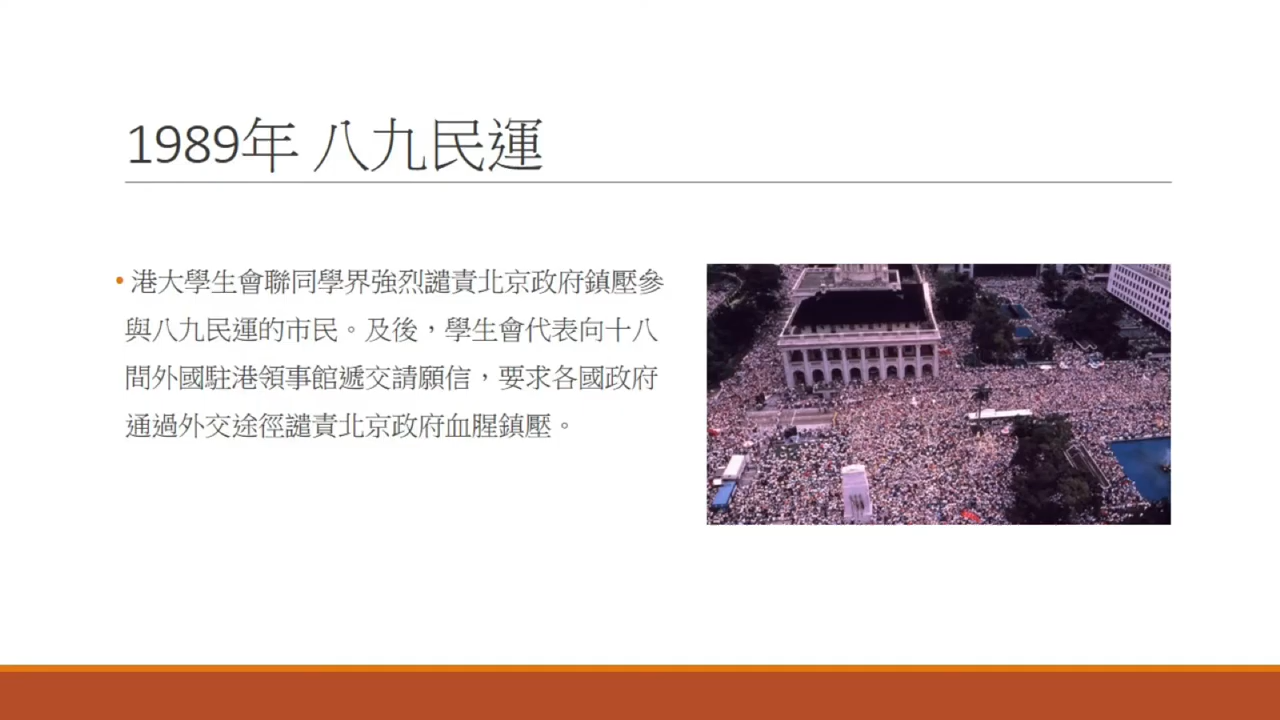 1989年 八九民運
• 港大學生會聯同學界強烈譴責北京政府鎮壓參
與八九民運的市民。及後，學生會代表向十八
間外國駐港領事館遞交請願信，要求各國政府
通過外交途徑譴責北京政府血腥鎮壓。